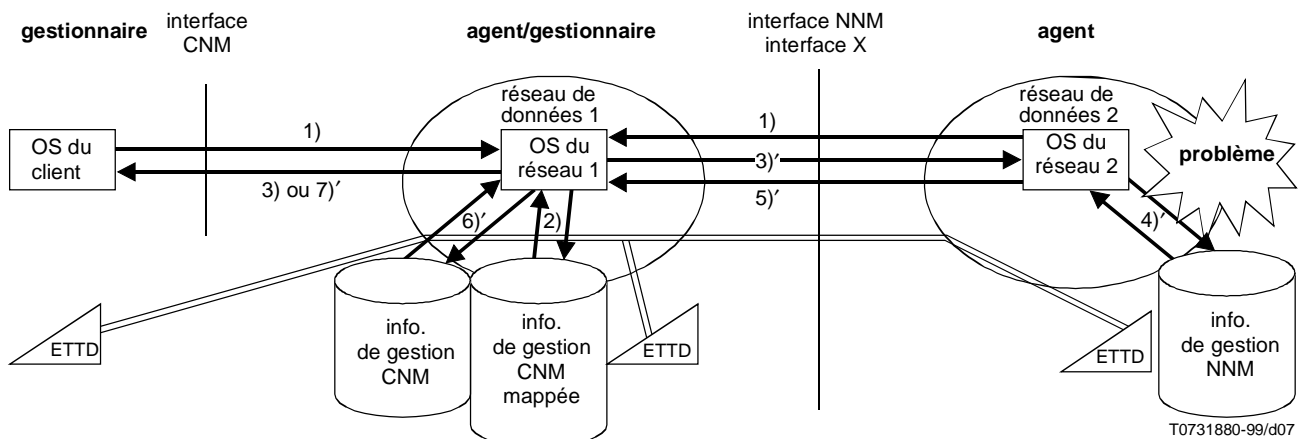 gestionnaire
interface
CNM
agent/gestionnaire
interface NNM
interface X
agent
réseau de
données 1
réseau de
données 2
OS du
client
1)
3) ou 7)′
OS du
réseau 1
1)
3)′
5)′
OS du
réseau 2
problème
6)′
2)
4)′
ETTD
info.
de gestion
CNM
info.
de gestion
CNM
mappée
ETTD
ETTD
info.
de gestion
NNM
T0731880-99/d07